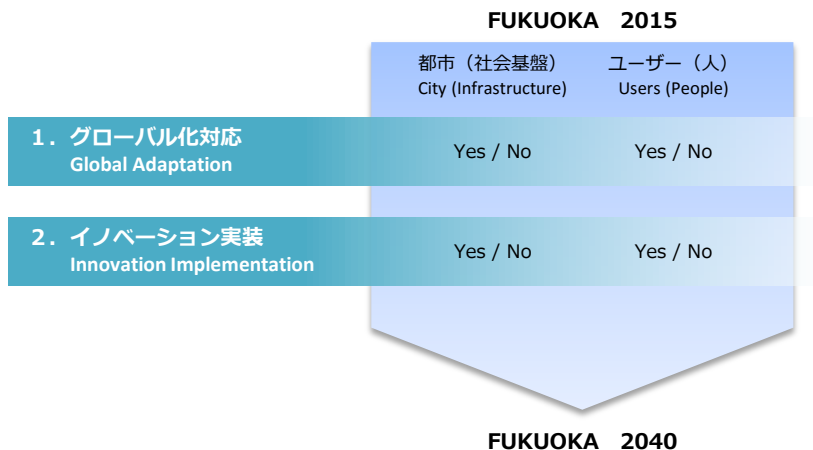 FUKUOKA　2015
都市（社会基盤）　ユーザー（人）
City (Infrastructure)　Users (People)
１．グローバル化対応
Global Adaptation
Yes / No　Yes / No
２．イノベーション実装
Innovation Implementation
Yes / No　Yes / No
FUKUOKA　2040